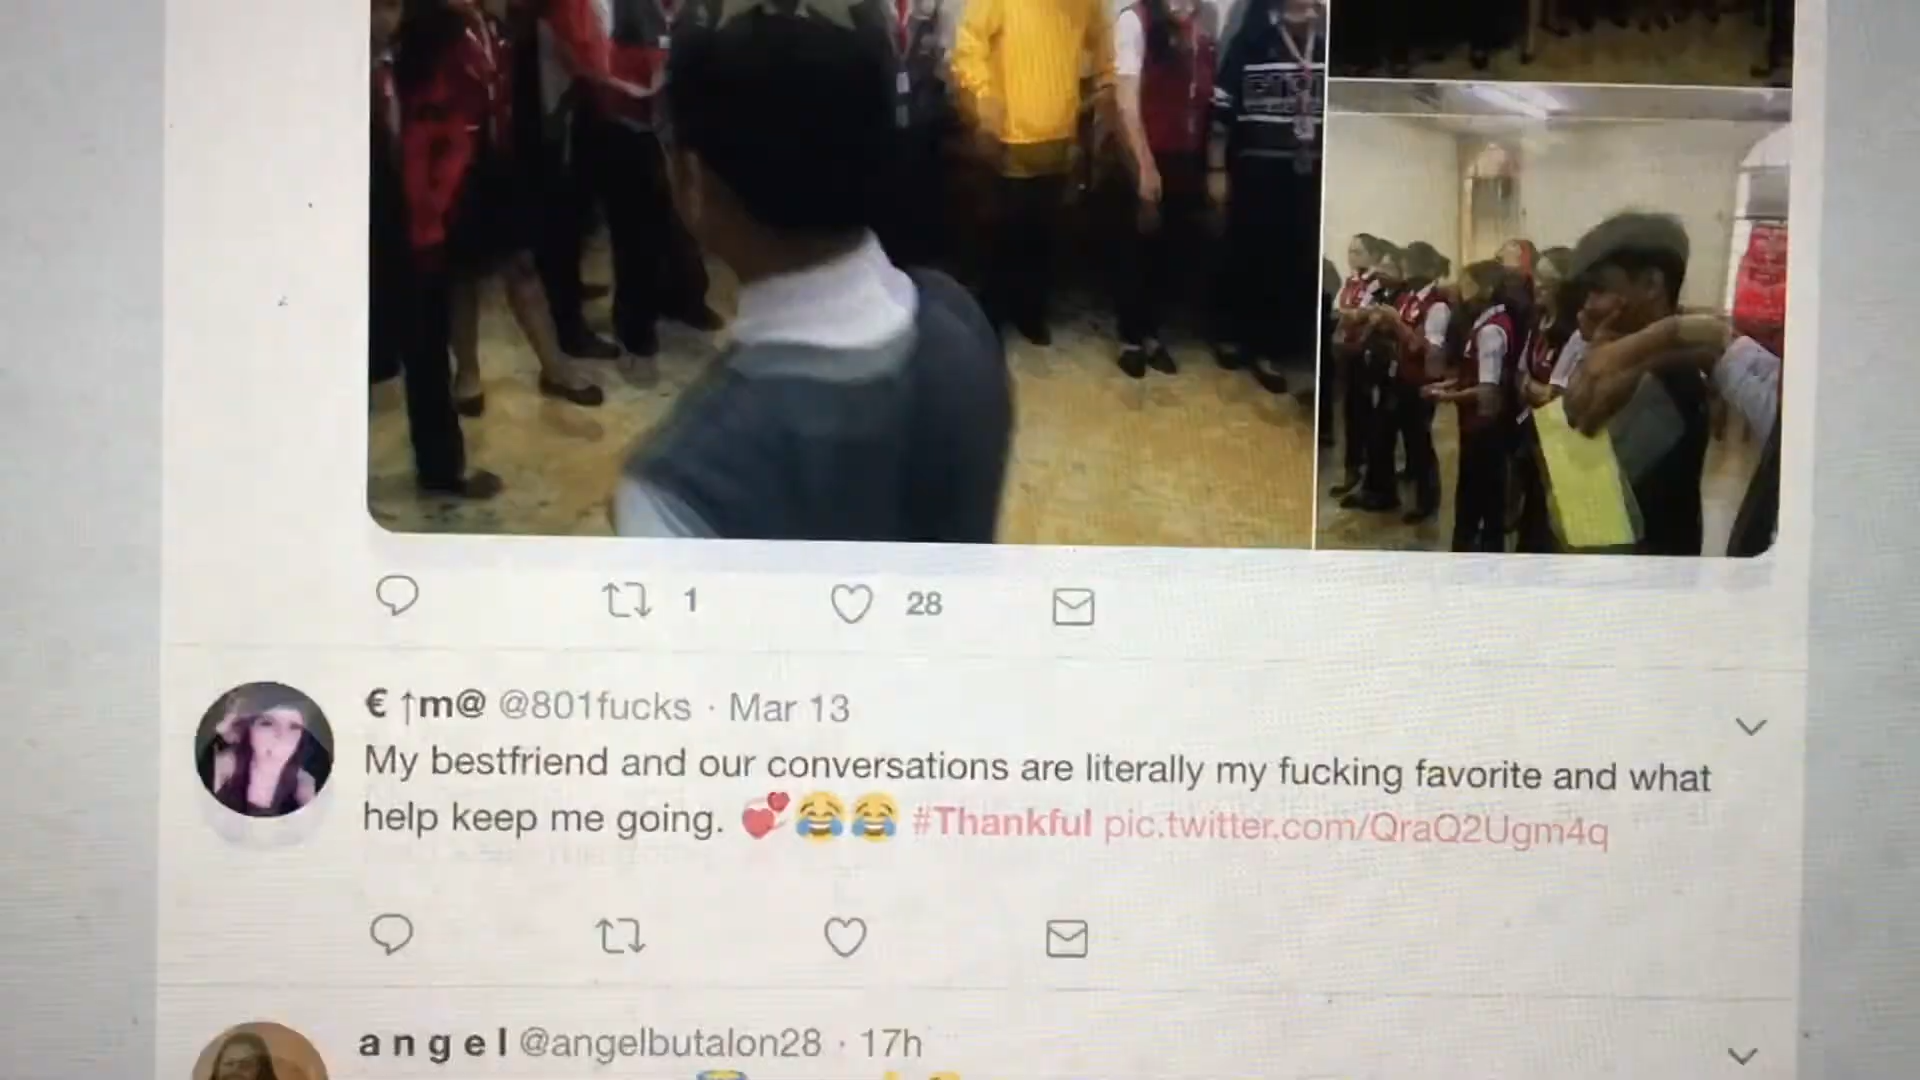 1 28
€ ↑m@ @801fucks · Mar 13
My bestfriend and our conversations are literally my fucking favorite and what
help keep me going. 💞😂😂 #Thankful pic.twitter.com/QraQ2Ugm4q
a n g e l @angelbutalon28 · 17h